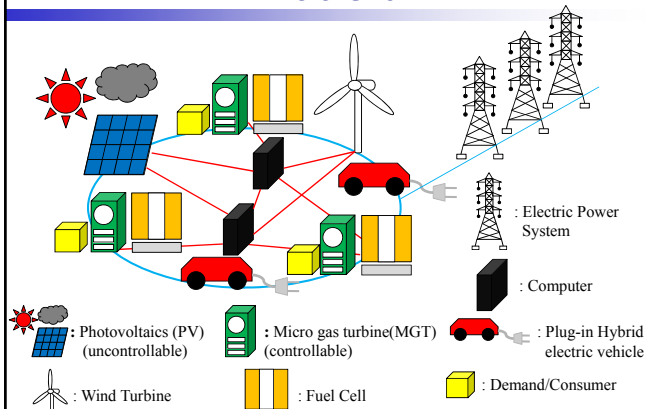 : Electric Power
System
: Computer
: Photovoltaics (PV)
(uncontrollable)
: Micro gas turbine(MGT)
(controllable)
: Plug-in Hybrid
electric vehicle
: Wind Turbine
: Fuel Cell
: Demand/Consumer